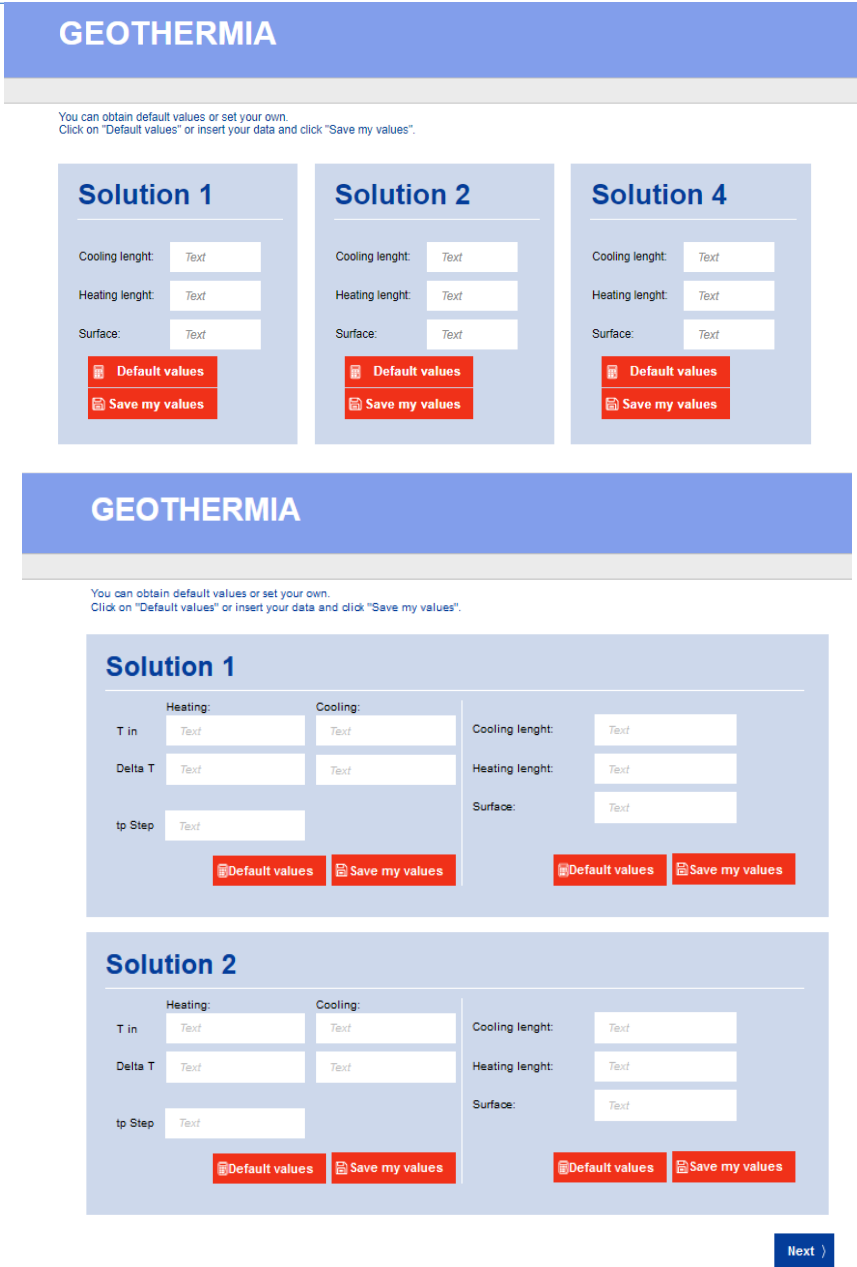 GEOTHERMIA
You can obtain default values or set your own.
Click on "Default values" or insert your data and click "Save my values".
Solution 1
Cooling lenght: Text
Heating lenght: Text
Surface: Text
Default values
Save my values
Solution 2
Cooling lenght: Text
Heating lenght: Text
Surface: Text
Default values
Save my values
Solution 4
Cooling lenght: Text
Heating lenght: Text
Surface: Text
Default values
Save my values
GEOTHERMIA
You can obtain default values or set your own.
Click on "Default values" or insert your data and click "Save my values".
Solution 1
Heating: Cooling:
T in Text Text
Delta T Text Text
tp Step Text
Default values Save my values
Cooling lenght: Text
Heating lenght: Text
Surface: Text
Default values Save my values
Solution 2
Heating: Cooling:
T in Text Text
Delta T Text Text
tp Step Text
Default values Save my values
Cooling lenght: Text
Heating lenght: Text
Surface: Text
Default values Save my values
Next